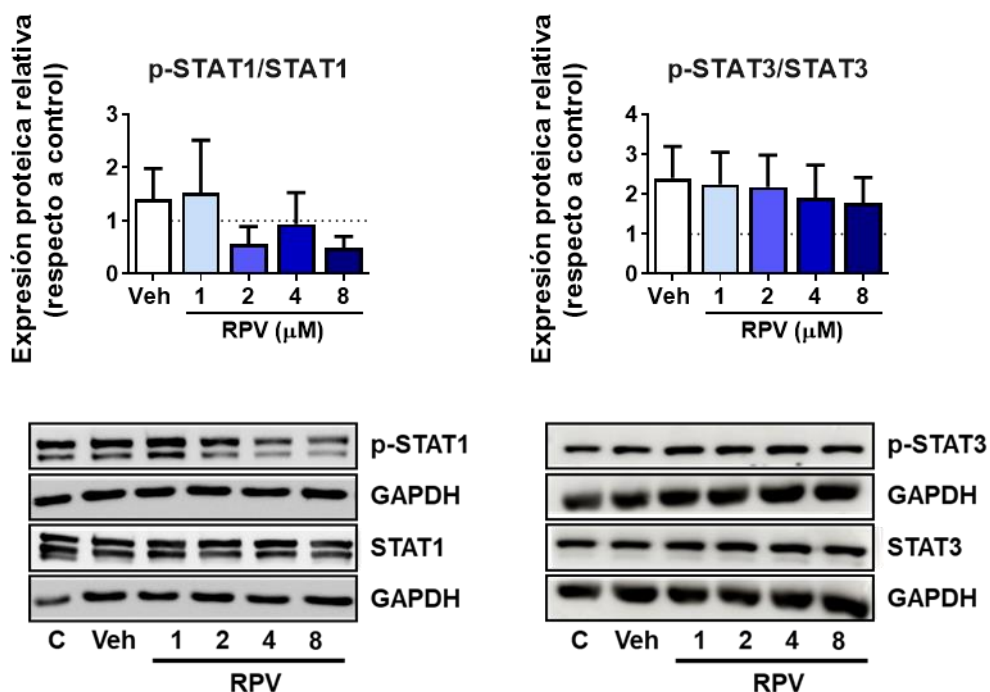 p-STAT1/STAT1
Expresión proteica relativa
(respecto a control)
3
2
1
0
Veh 1 2 4 8
RPV (μM)
p-STAT3/STAT3
Expresión proteica relativa
(respecto a control)
4
3
2
1
0
Veh 1 2 4 8
RPV (μM)
p-STAT1
GAPDH
STAT1
GAPDH
C Veh 1 2 4 8
RPV
p-STAT3
GAPDH
STAT3
GAPDH
C Veh 1 2 4 8
RPV